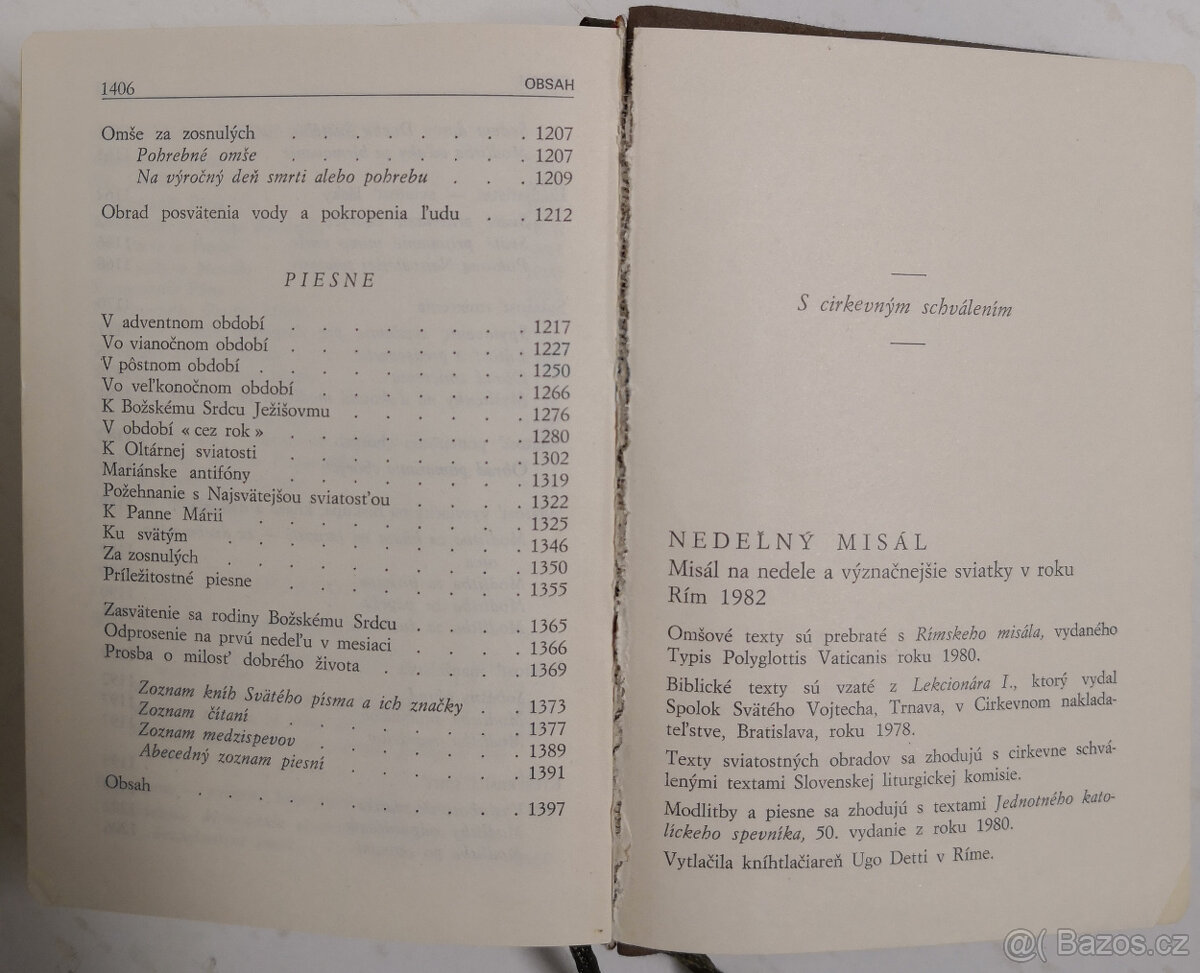 1406 OBSAH
Omše za zosnulých . . . . . . . . 1207
Pohrebné omše . . . . . . . . 1207
Na výročný deň smrti alebo pohrebu . . . 1209
Obrad posvätenia vody a pokropenia ľudu . . 1212
PIESNE
V adventnom období . . . . . . . . 1217
Vo vianočnom období . . . . . . . . 1227
V pôstnom období . . . . . . . . 1250
Vo veľkonočnom období . . . . . . . 1266
K Božskému Srdcu Ježišovmu . . . . . 1276
V období « cez rok » . . . . . . . . 1280
K Oltárnej sviatosti . . . . . . . . 1302
Mariánske antifóny . . . . . . . . 1319
Požehnanie s Najsvätejšou sviatosťou . . . . 1322
K Panne Márii . . . . . . . . 1325
Ku svätým . . . . . . . . 1346
Za zosnulých . . . . . . . . 1350
Príležitostné piesne . . . . . . . 1355
Zasvätenie sa rodiny Božskému Srdcu . . . . 1365
Odprosenie na prvú nedeľu v mesiaci . . . . 1366
Prosba o milosť dobrého života . . . . . 1369
Zoznam kníh Svätého písma a ich značky . . 1373
Zoznam čítaní . . . . . . . 1377
Zoznam medzispevov . . . . . . 1389
Abecedný zoznam piesní . . . . . 1391
Obsah . . . . . . . . . 1397
S cirkevným schválením
NEDEĽNÝ MISÁL
Misál na nedele a význačnejšie sviatky v roku
Rím 1982
Omšové texty sú prebraté s Rímskeho misála, vydaného
Typis Polyglottis Vaticanis roku 1980.
Biblické texty sú vzaté z Lekcionára I., ktorý vydal
Spolok Svätého Vojtecha, Trnava, v Cirkevnom naklada-
teľstve, Bratislava, roku 1978.
Texty sviatostných obradov sa zhodujú s cirkevne schvá-
lenými textami Slovenskej liturgickej komisie.
Modlitby a piesne sa zhodujú s textami Jednotného kato-
líckeho spevníka, 50. vydanie z roku 1980.
Vytlačila kníhtlačiareň Ugo Detti v Ríme.
@( Bazos.cz